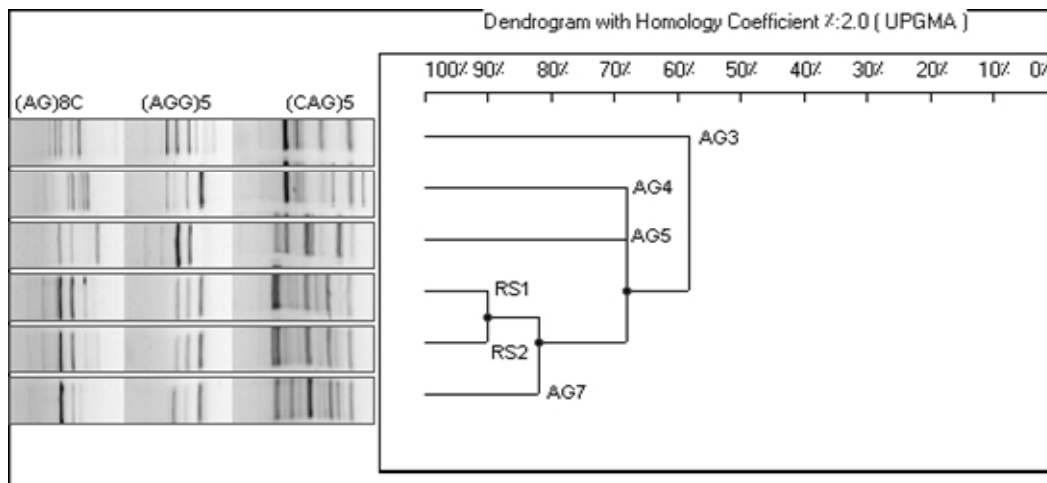 Dendrogram with Homology Coefficient ٪:2.0 ( UPGMA )
100٪ 90٪ 80٪ 70٪ 60٪ 50٪ 40٪ 30٪ 20٪ 10٪ 0٪
(AG)8C (AGG)5 (CAG)5
AG3
AG4
AG5
RS1
RS2
AG7